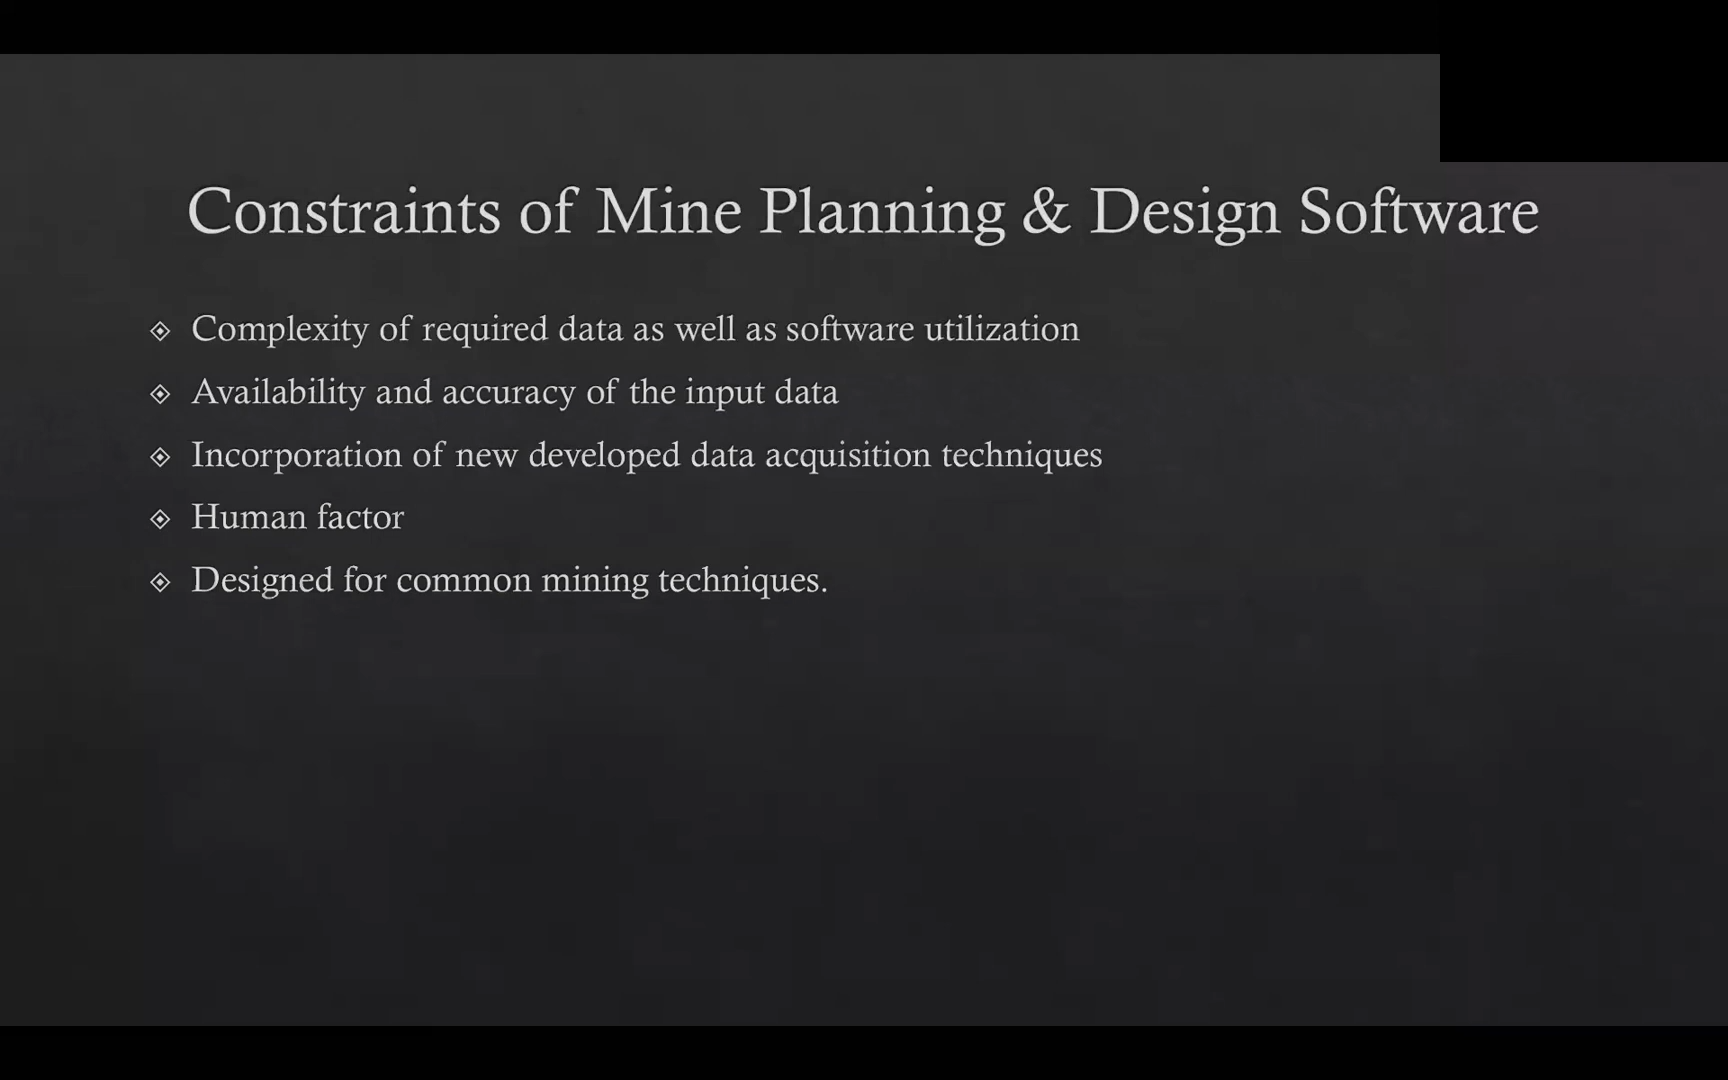 Constraints of Mine Planning & Design Software
Complexity of required data as well as software utilization
Availability and accuracy of the input data
Incorporation of new developed data acquisition techniques
Human factor
Designed for common mining techniques.